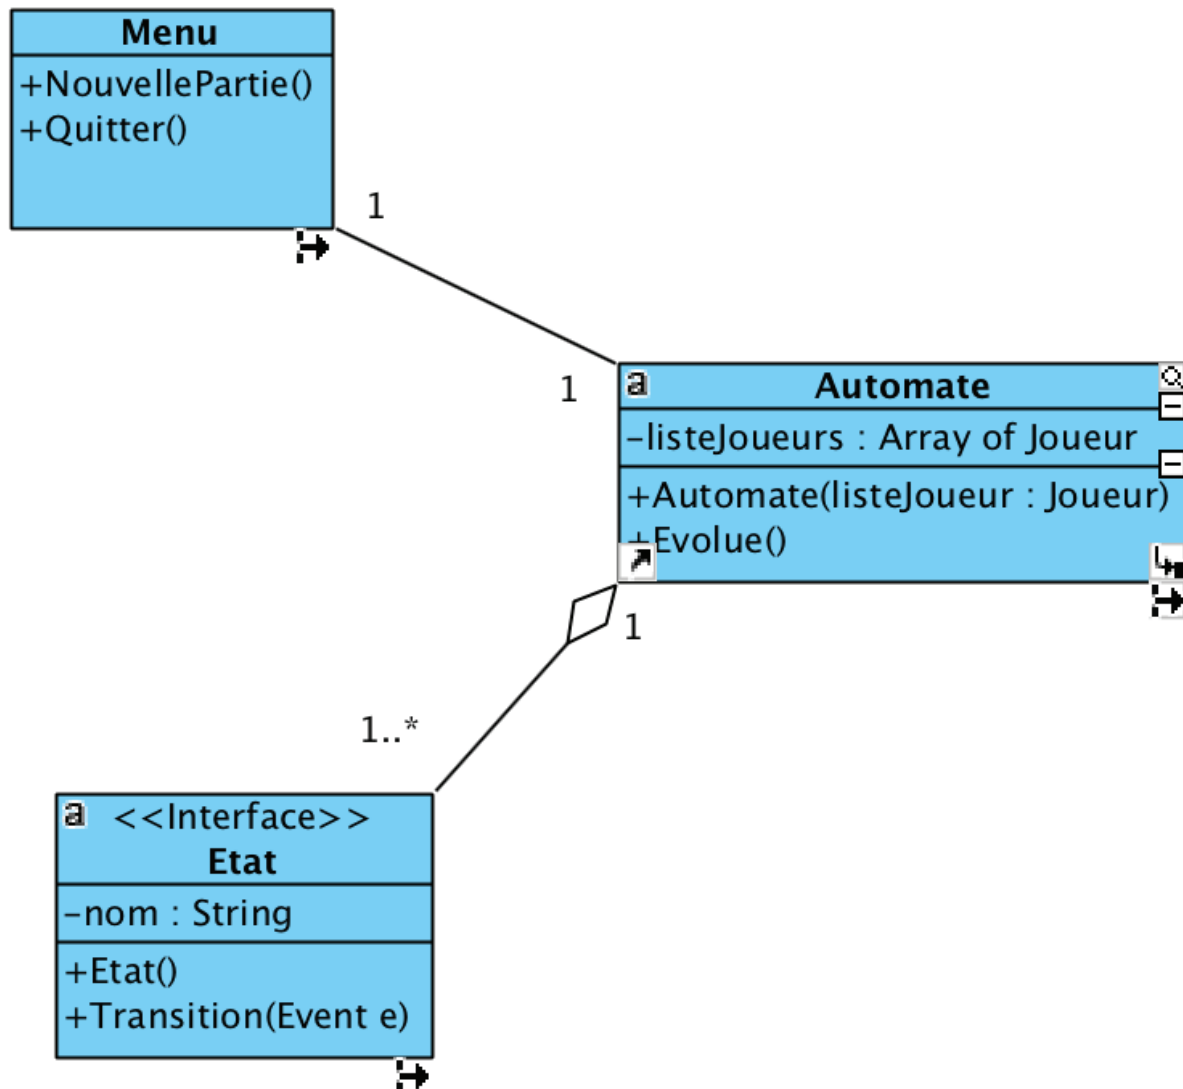 Menu
+NouvellePartie()
+Quitter()
1
1
a
Automate
-listeJoueurs : Array of Joueur
+Automate(listeJoueur : Joueur)
+Evolue()
1
1..*
a <<Interface>>
Etat
-nom : String
+Etat()
+Transition(Event e)